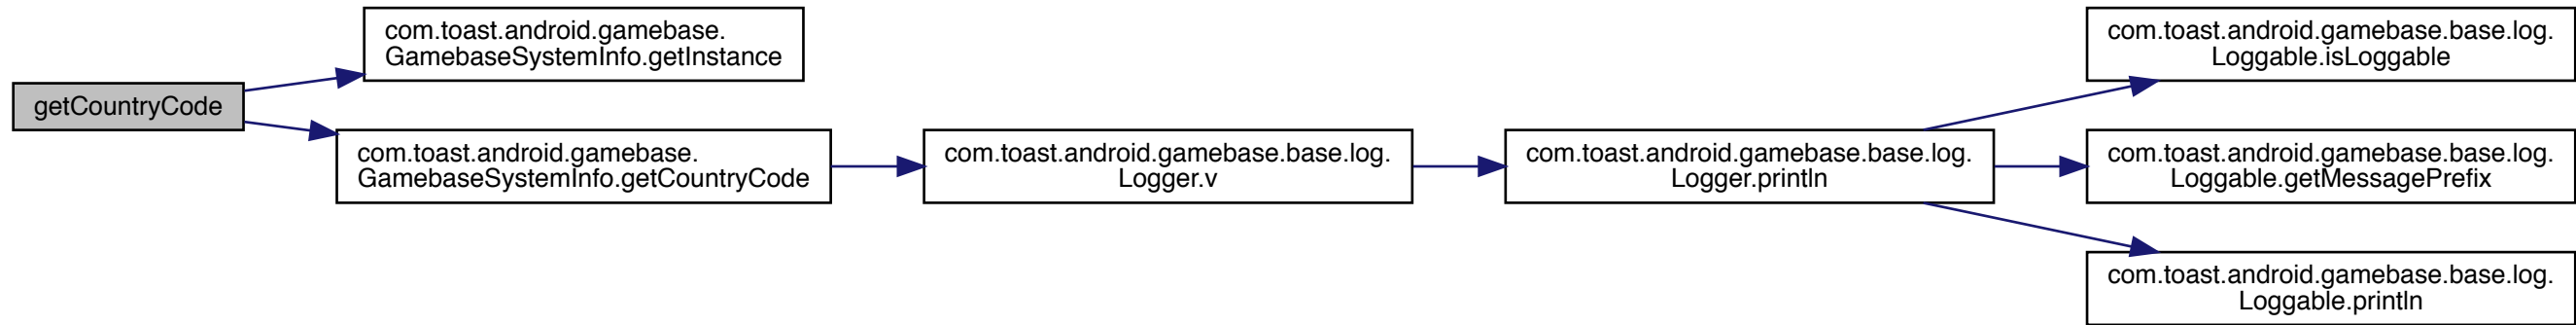 getCountryCode
com.toast.android.gamebase.
GamebaseSystemInfo.getInstance
com.toast.android.gamebase.
GamebaseSystemInfo.getCountryCode
com.toast.android.gamebase.base.log.
Logger.v
com.toast.android.gamebase.base.log.
Logger.println
com.toast.android.gamebase.base.log.
Loggable.isLoggable
com.toast.android.gamebase.base.log.
Loggable.getMessagePrefix
com.toast.android.gamebase.base.log.
Loggable.println